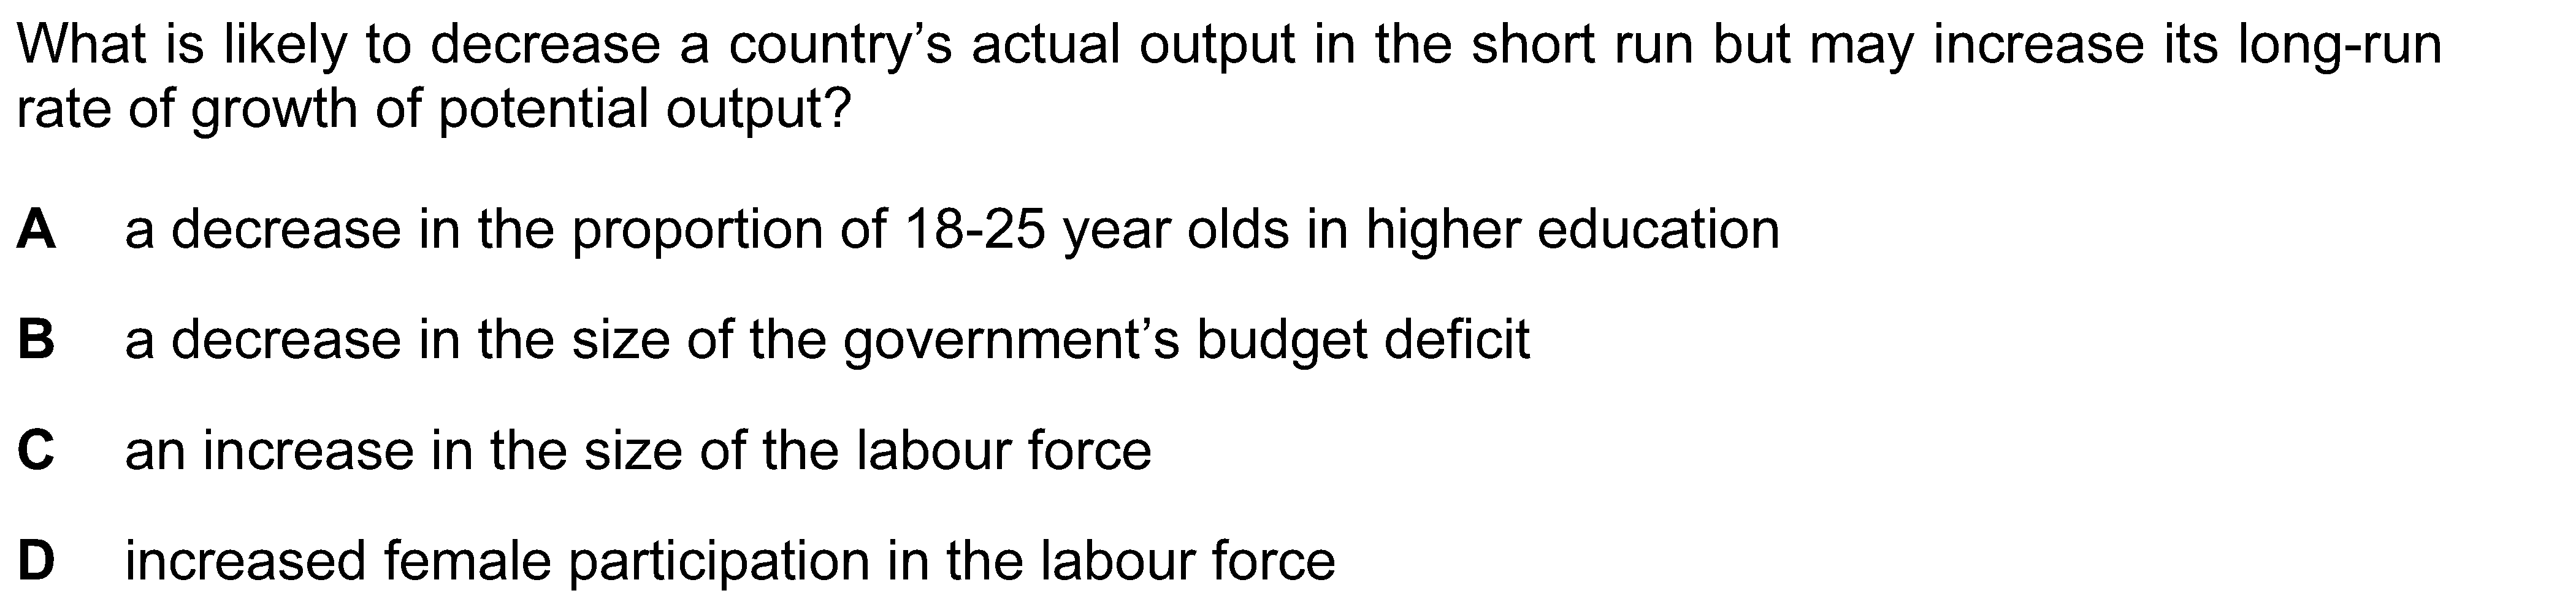 What is likely to decrease a country’s actual output in the short run but may increase its long-run
rate of growth of potential output?
A a decrease in the proportion of 18-25 year olds in higher education
B a decrease in the size of the government’s budget deficit
C an increase in the size of the labour force
D increased female participation in the labour force